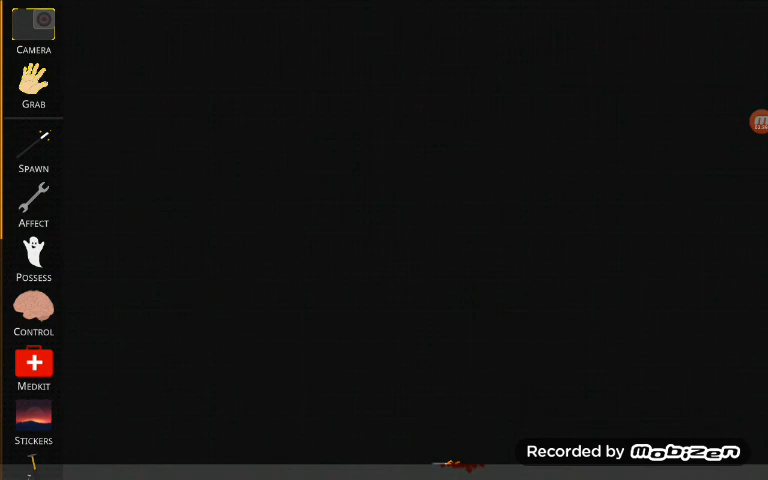 CAMERA
GRAB
SPAWN
AFFECT
POSSESS
CONTROL
MEDKIT
STICKERS
Recorded by mobizen